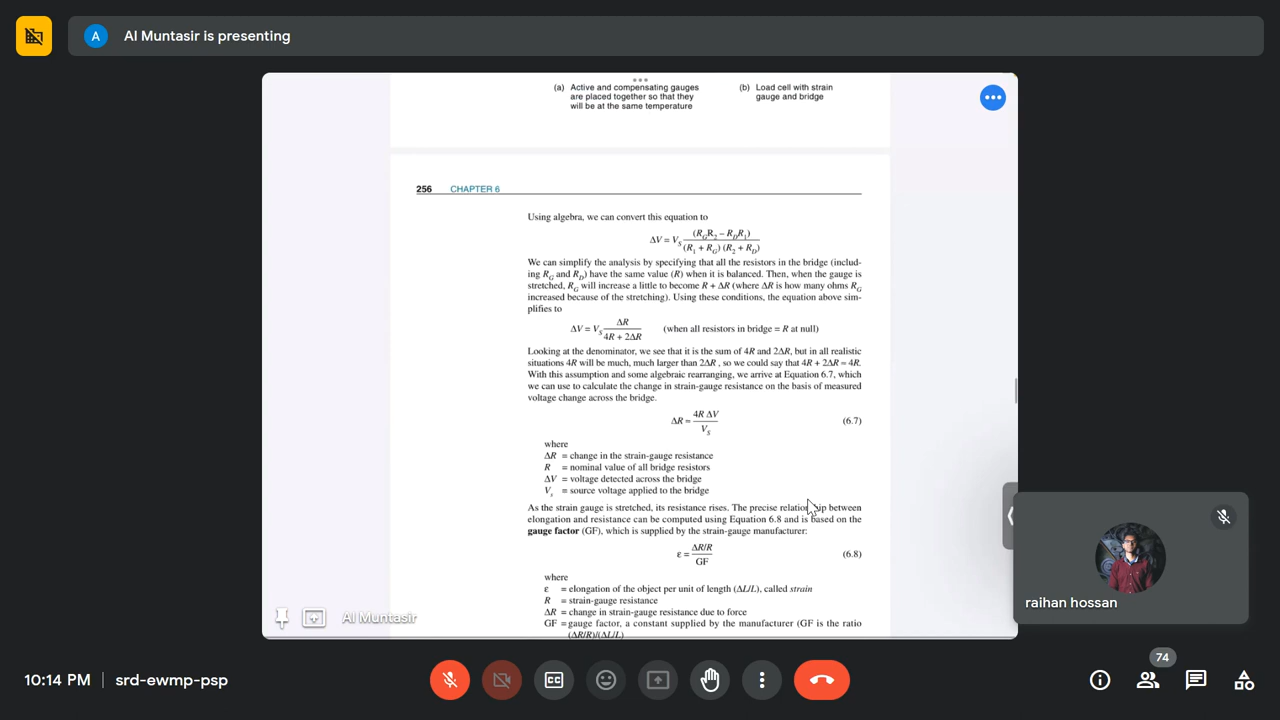 A Al Muntasir is presenting
(a) Active and compensating gauges
are placed together so that they
will be at the same temperature
(b) Load cell with strain
gauge and bridge
256 CHAPTER 6
Using algebra, we can convert this equation to
ΔV = V_S (R_G R_2 − R_D R_1) / (R_1 + R_G) (R_2 + R_D)
We can simplify the analysis by specifying that all the resistors in the bridge (includ-
ing R_G and R_D) have the same value (R) when it is balanced. Then, when the gauge is
stretched, R_G will increase a little to become R + ΔR (where ΔR is how many ohms R_G
increased because of the stretching). Using these conditions, the equation above sim-
plifies to
ΔV = V_S ΔR / 4R + 2ΔR (when all resistors in bridge = R at null)
Looking at the denominator, we see that it is the sum of 4R and 2ΔR, but in all realistic
situations 4R will be much, much larger than 2ΔR , so we could say that 4R + 2ΔR ≈ 4R.
With this assumption and some algebraic rearranging, we arrive at Equation 6.7, which
we can use to calculate the change in strain-gauge resistance on the basis of measured
voltage change across the bridge.
ΔR = 4R ΔV / V_S (6.7)
where
ΔR = change in the strain-gauge resistance
R = nominal value of all bridge resistors
ΔV = voltage detected across the bridge
V_s = source voltage applied to the bridge
As the strain gauge is stretched, its resistance rises. The precise relationship between
elongation and resistance can be computed using Equation 6.8 and is based on the
gauge factor (GF), which is supplied by the strain-gauge manufacturer:
ε = ΔR/R / GF (6.8)
where
ε = elongation of the object per unit of length (ΔL/L), called strain
R = strain-gauge resistance
ΔR = change in strain-gauge resistance due to force
GF = gauge factor, a constant supplied by the manufacturer (GF is the ratio
(ΔR/R)/(ΔL/L)
Al Muntasir
raihan hossan
10:14 PM srd-ewmp-psp
CC
74